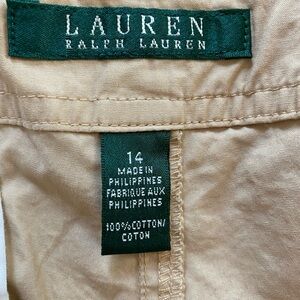 LAUREN
RALPH LAUREN
14
MADE IN
PHILIPPINES
FABRIQUE AUX
PHILIPPINES
100% COTTON/
COTON